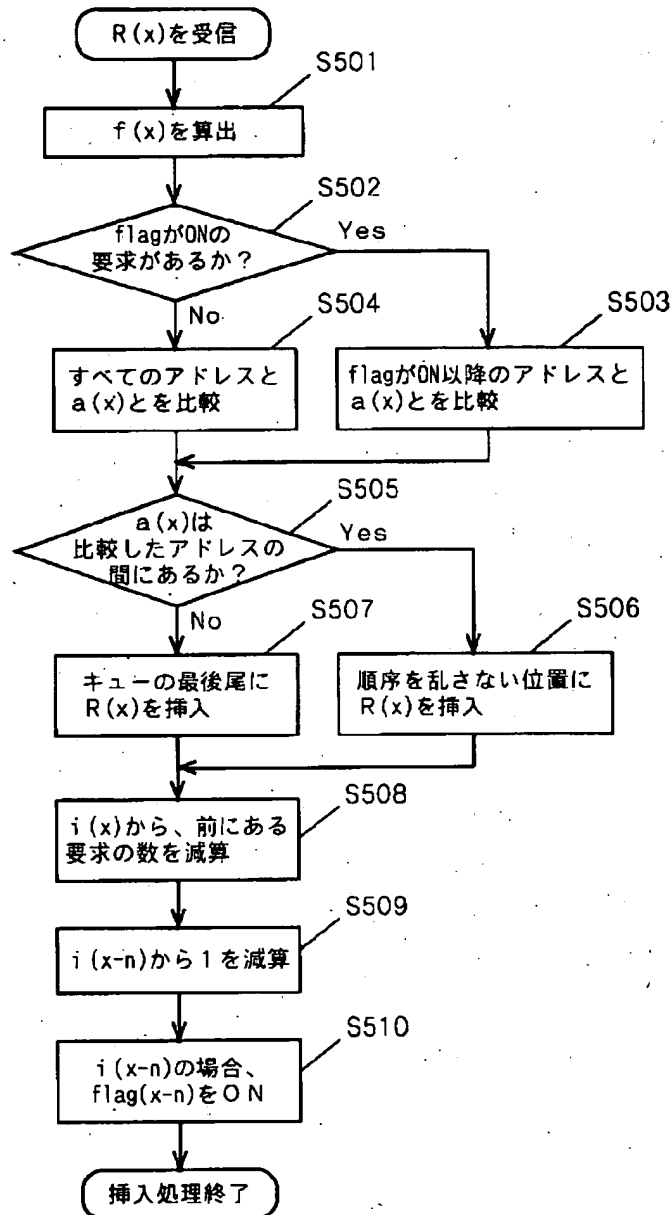 R(x)を受信
S501
f(x)を算出
S502
flagがONの
要求があるか？
Yes
No
S504
S503
すべてのアドレスと
a(x)とを比較
flagがON以降のアドレスと
a(x)とを比較
S505
a(x)は
比較したアドレスの
間にあるか？
Yes
No
S507
S506
キューの最後尾に
R(x)を挿入
順序を乱さない位置に
R(x)を挿入
S508
i(x)から、前にある
要求の数を減算
S509
i(x-n)から1を減算
S510
i(x-n)の場合、
flag(x-n)をON
挿入処理終了